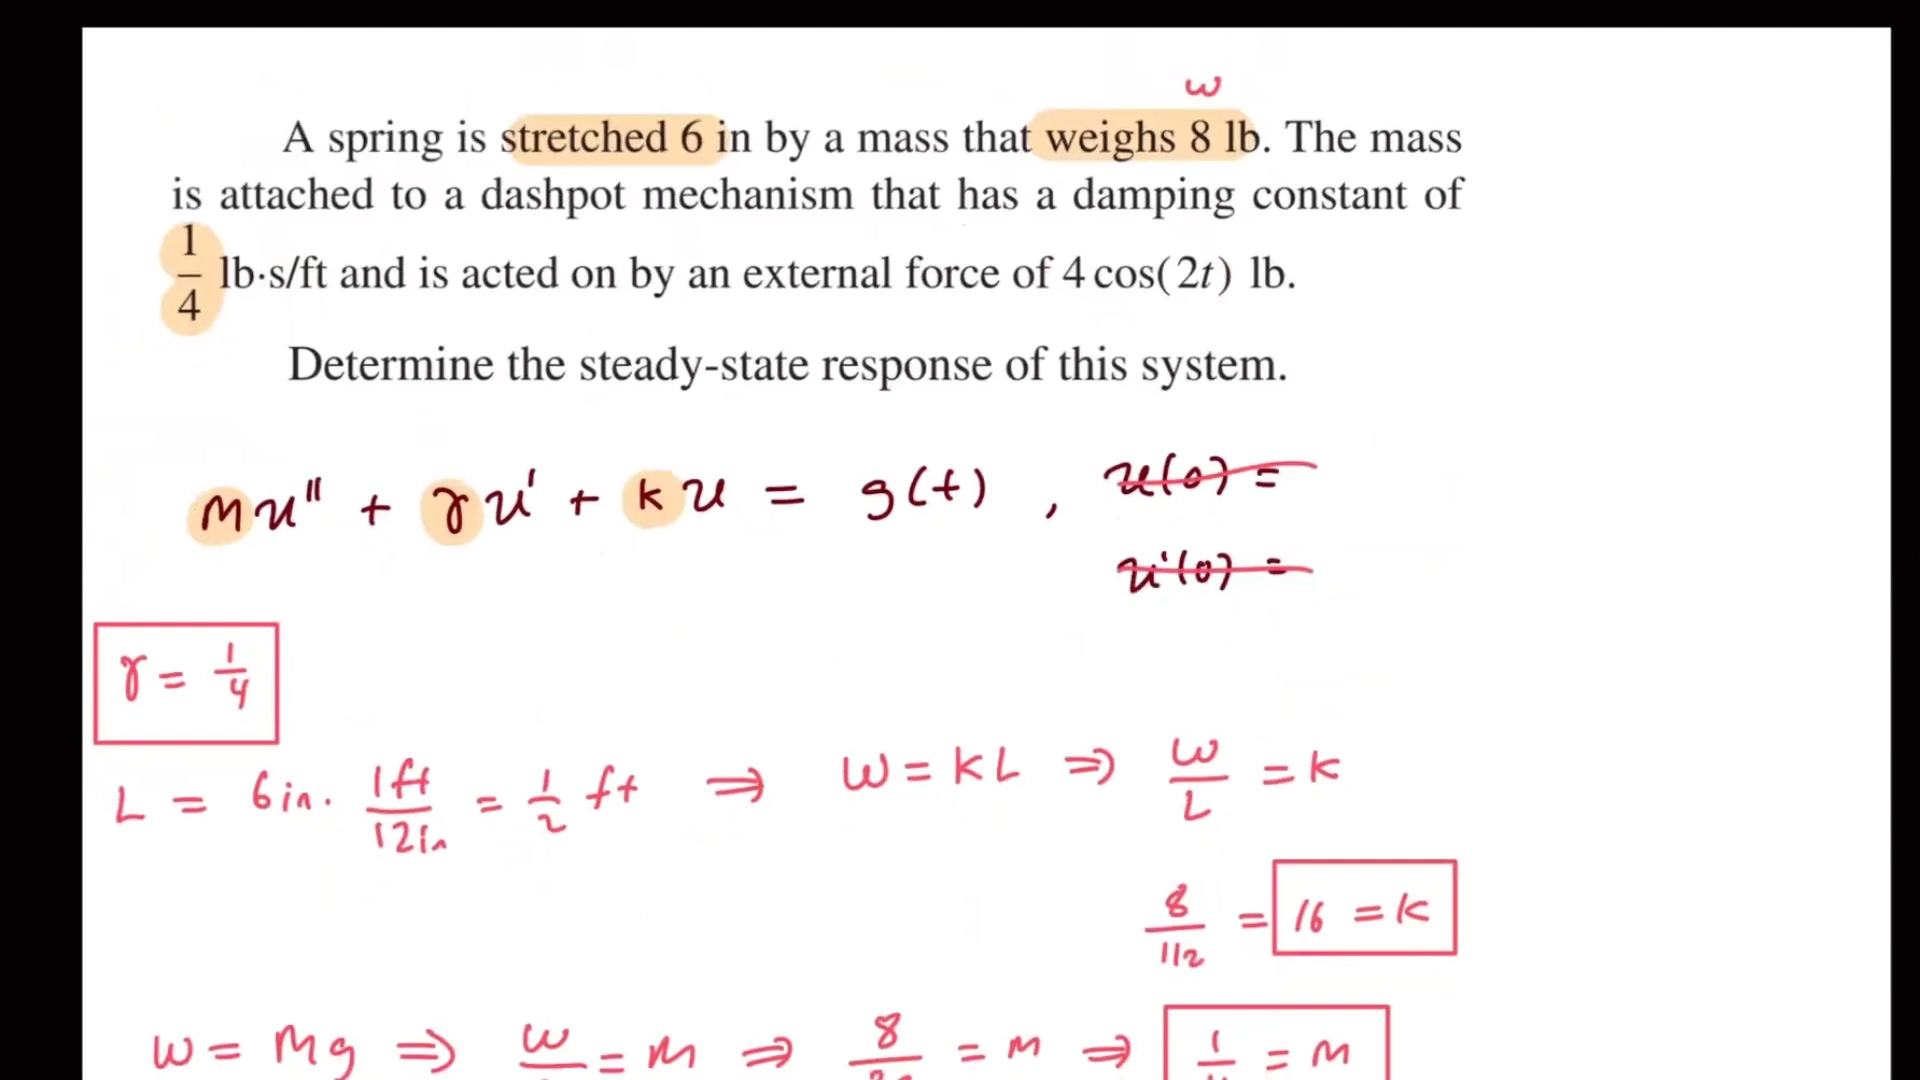 w
A spring is stretched 6 in by a mass that weighs 8 lb. The mass
is attached to a dashpot mechanism that has a damping constant of
1/4 lb·s/ft and is acted on by an external force of 4 cos(2t) lb.
Determine the steady-state response of this system.
mu'' + γu' + ku = g(t) , u(0) =
u'(0) =
γ = 1/4
L = 6in. 1ft/12in = 1/2 ft ⇒ w = kL ⇒ w/L = k
8/1/2 = 16 = k
w = mg ⇒ w = m ⇒ 8 = m ⇒ 1 = m